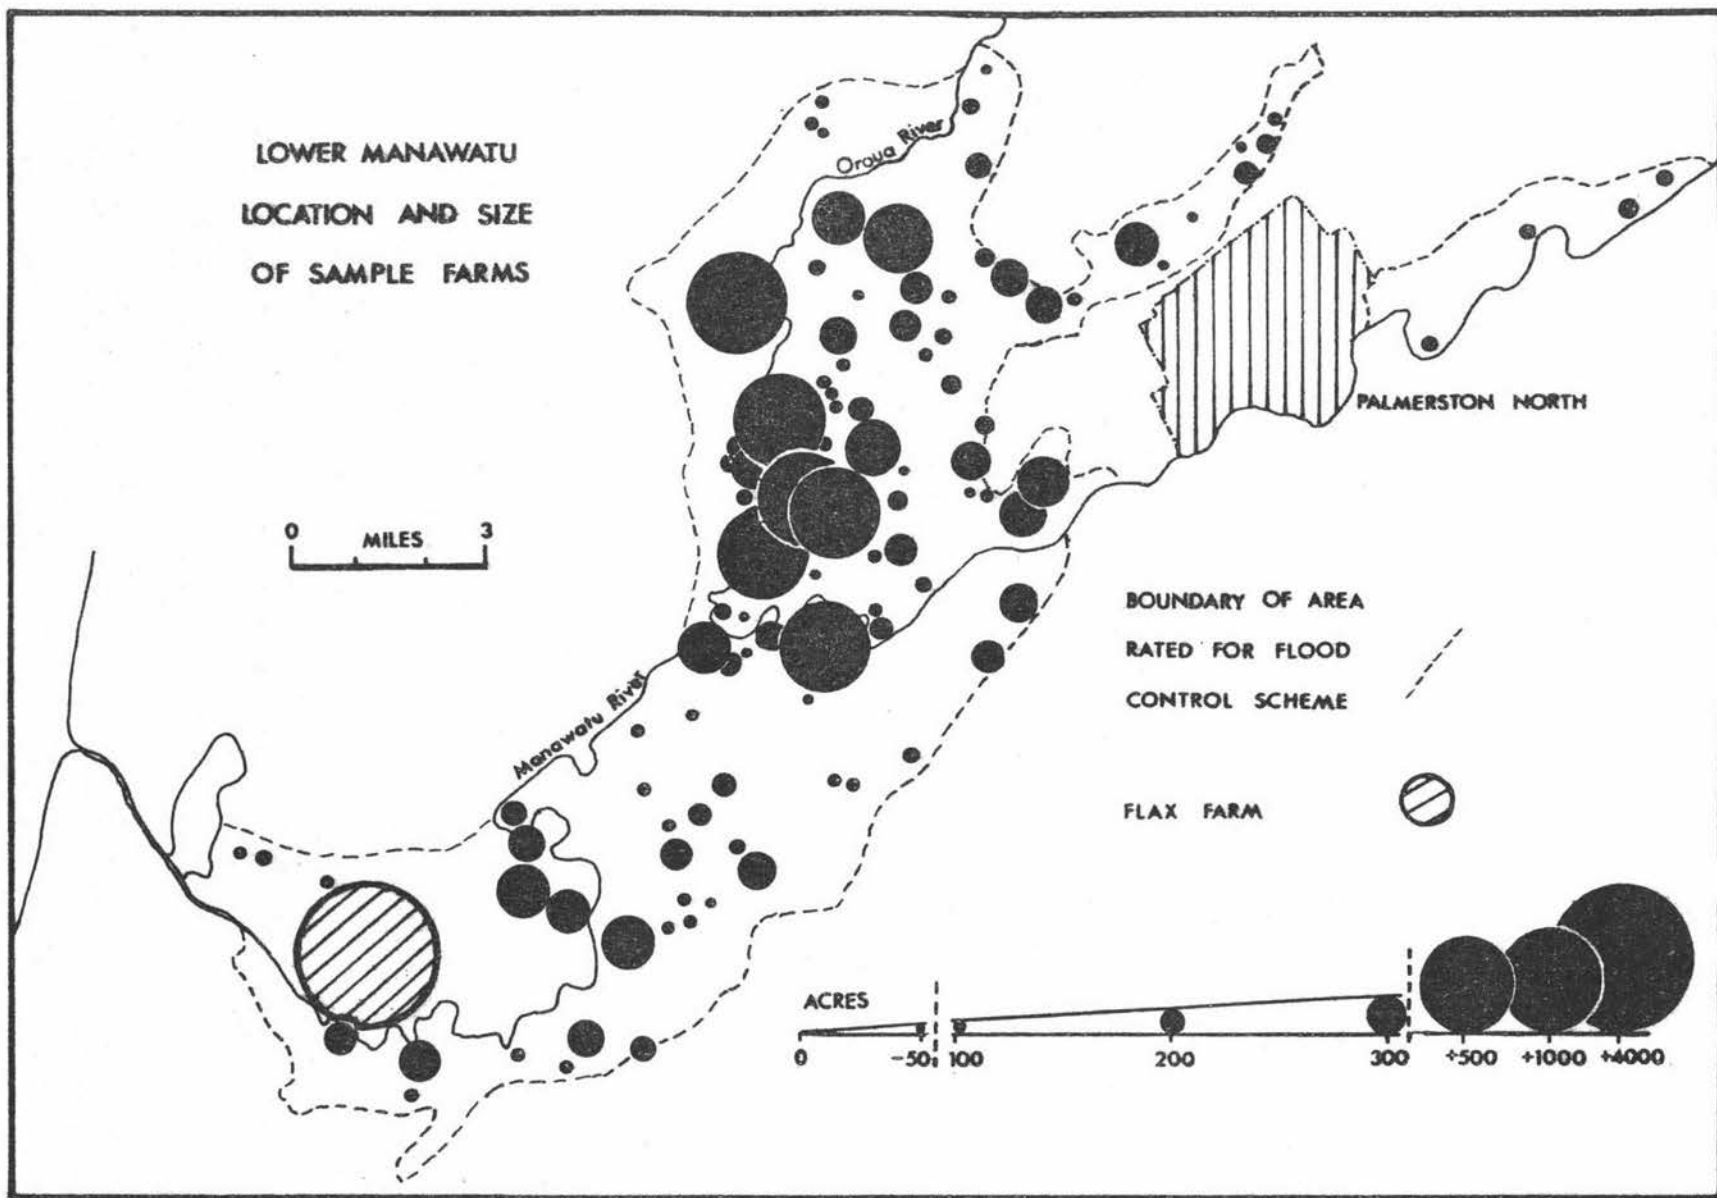 LOWER MANAWATU
LOCATION AND SIZE
OF SAMPLE FARMS
Oroua River
PALMERSTON NORTH
0 MILES 3
BOUNDARY OF AREA
RATED FOR FLOOD
CONTROL SCHEME
Manawatu River
FLAX FARM
ACRES
0 -50 100 200 300 +500 +1000 +4000